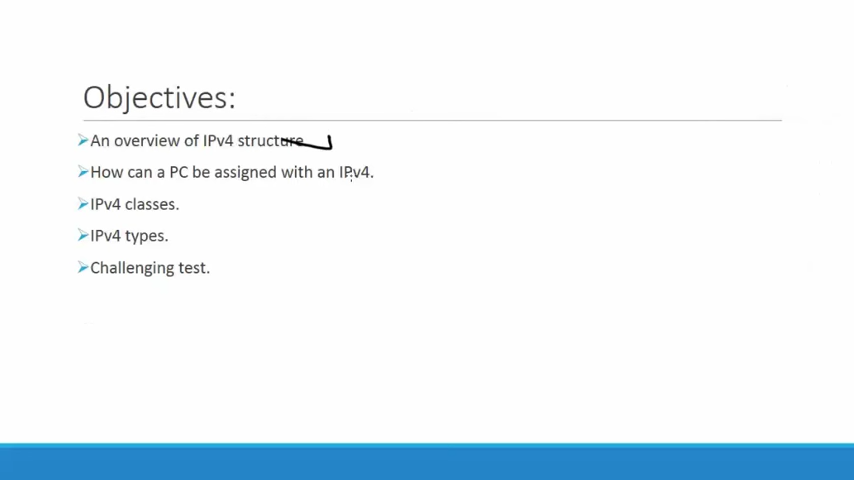 Objectives:
An overview of IPv4 structure
How can a PC be assigned with an IPv4.
IPv4 classes.
IPv4 types.
Challenging test.